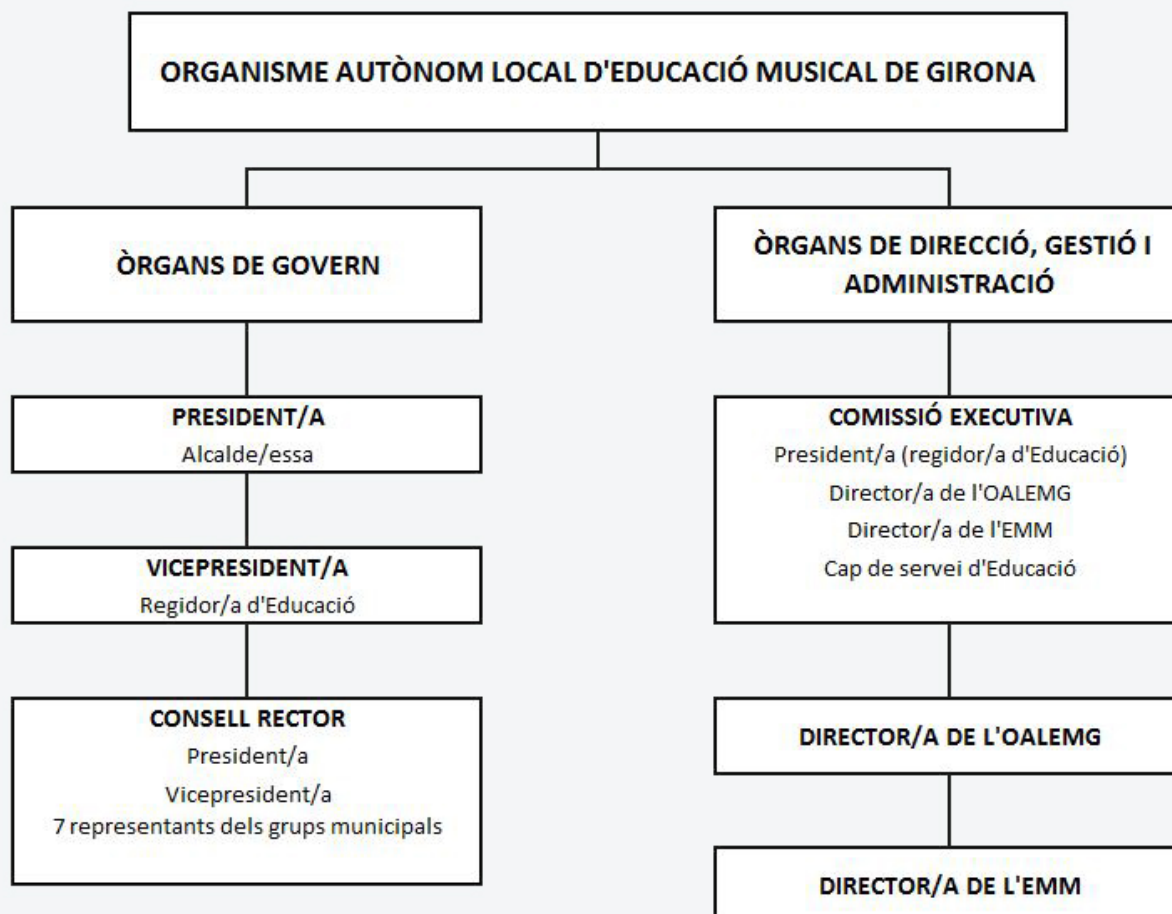 ORGANISME AUTÒNOM LOCAL D'EDUCACIÓ MUSICAL DE GIRONA
ÒRGANS DE GOVERN
PRESIDENT/A
Alcalde/essa
VICEPRESIDENT/A
Regidor/a d'Educació
CONSELL RECTOR
President/a
Vicepresident/a
7 representants dels grups municipals
ÒRGANS DE DIRECCIÓ, GESTIÓ I
ADMINISTRACIÓ
COMISSIÓ EXECUTIVA
President/a (regidor/a d'Educació)
Director/a de l'OALEMG
Director/a de l'EMM
Cap de servei d'Educació
DIRECTOR/A DE L'OALEMG
DIRECTOR/A DE L'EMM